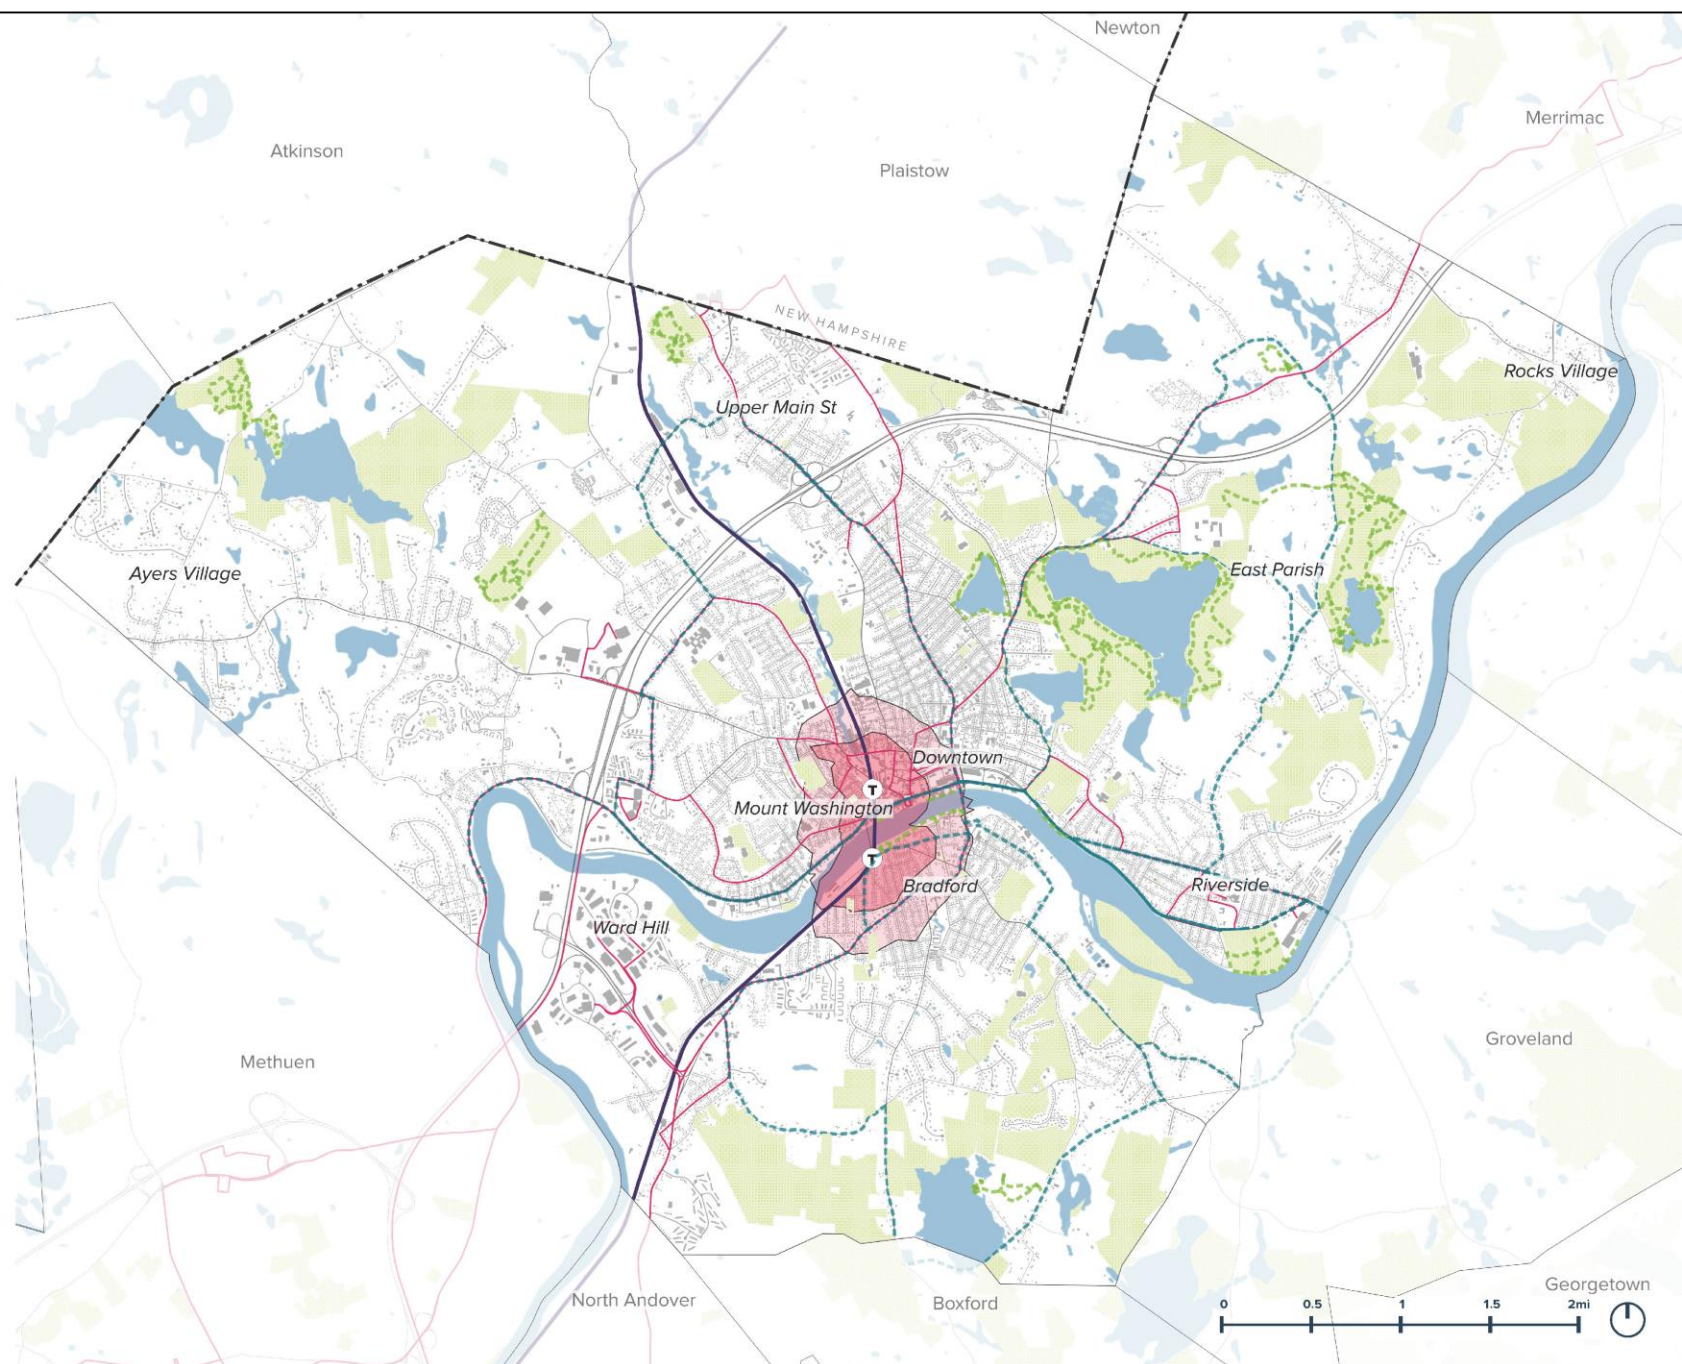 Newton
Merrimac
Atkinson
Plaistow
NEW HAMPSHIRE
Rocks Village
Upper Main St
East Parish
Ayers Village
Downtown
T
Mount Washington
T
Bradford
Riverside
Ward Hill
Groveland
Methuen
Georgetown
North Andover
Boxford
0 0.5 1 1.5 2mi